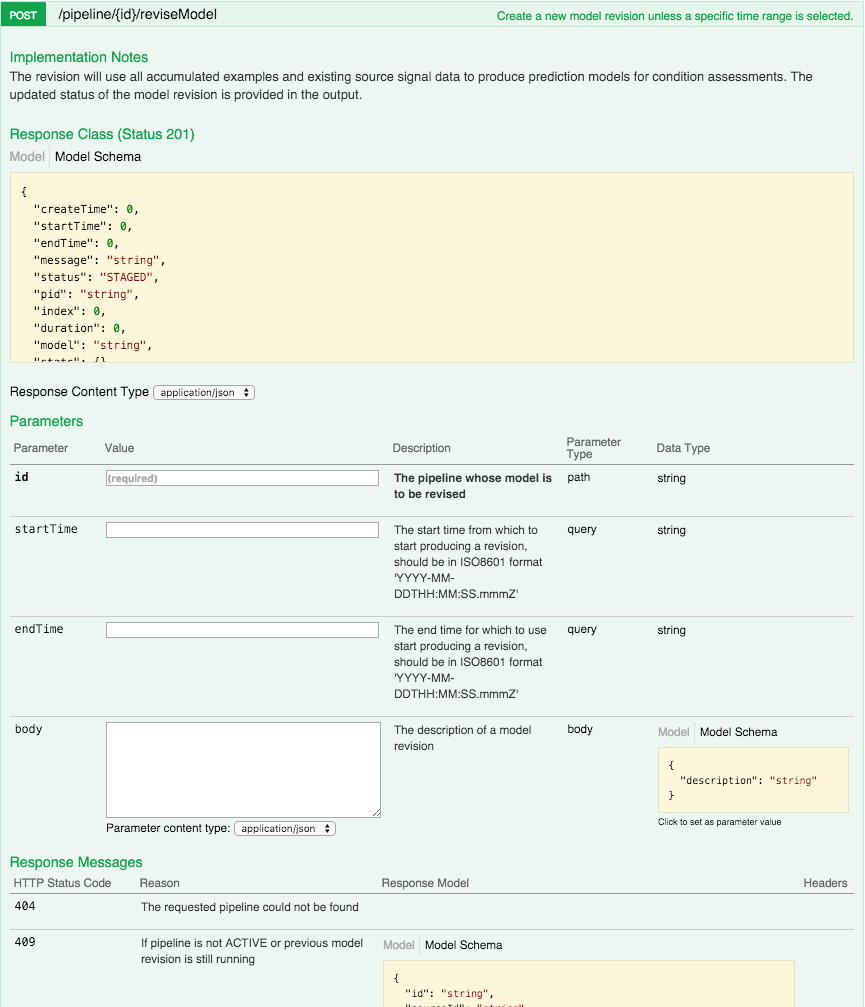 POST /pipeline/{id}/reviseModel Create a new model revision unless a specific time range is selected.
Implementation Notes
The revision will use all accumulated examples and existing source signal data to produce prediction models for condition assessments. The
updated status of the model revision is provided in the output.
Response Class (Status 201)
Model Model Schema
{
"createTime": 0,
"startTime": 0,
"endTime": 0,
"message": "string",
"status": "STAGED",
"pid": "string",
"index": 0,
"duration": 0,
"model": "string",
"stats": {}
Response Content Type application/json
Parameters
Parameter Value Description Parameter Type Data Type
id (required) The pipeline whose model is path string
to be revised
startTime The start time from which to query string
start producing a revision,
should be in ISO8601 format
'YYYY-MM-
DDTHH:MM:SS.mmmZ'
endTime The end time for which to use query string
start producing a revision,
should be in ISO8601 format
'YYYY-MM-
DDTHH:MM:SS.mmmZ'
body The description of a model body Model Model Schema
revision
{
"description": "string"
}
Click to set as parameter value
Parameter content type: application/json
Response Messages
HTTP Status Code Reason Response Model Headers
404 The requested pipeline could not be found
409 If pipeline is not ACTIVE or previous model Model Model Schema
revision is still running
{
"id": "string",